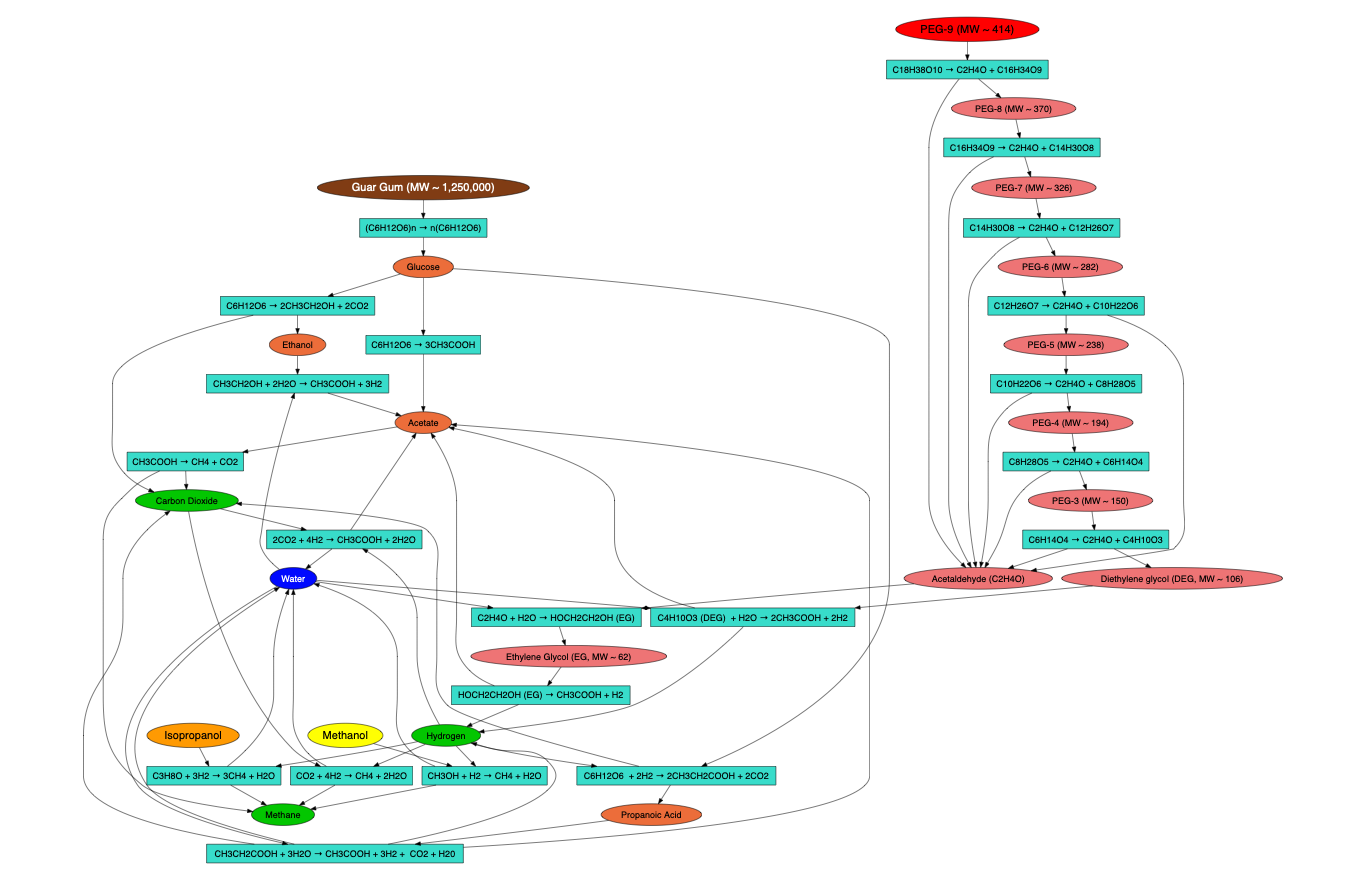 PEG-9 (MW ~ 414)
C18H38O10 → C2H4O + C16H34O9
PEG-8 (MW ~ 370)
C16H34O9 → C2H4O + C14H30O8
Guar Gum (MW ~ 1,250,000)
PEG-7 (MW ~ 326)
(C6H12O6)n → n(C6H12O6)
C14H30O8 → C2H4O + C12H26O7
Glucose
PEG-6 (MW ~ 282)
C6H12O6 → 2CH3CH2OH + 2CO2
C12H26O7 → C2H4O + C10H22O6
Ethanol
C6H12O6 → 3CH3COOH
PEG-5 (MW ~ 238)
CH3CH2OH + 2H2O → CH3COOH + 3H2
C10H22O6 → C2H4O + C8H28O5
Acetate
PEG-4 (MW ~ 194)
CH3COOH → CH4 + CO2
C8H28O5 → C2H4O + C6H14O4
Carbon Dioxide
PEG-3 (MW ~ 150)
2CO2 + 4H2 → CH3COOH + 2H2O
C6H14O4 → C2H4O + C4H10O3
Water
Acetaldehyde (C2H4O)
Diethylene glycol (DEG, MW ~ 106)
C2H4O + H2O → HOCH2CH2OH (EG)
C4H10O3 (DEG) + H2O → 2CH3COOH + 2H2
Ethylene Glycol (EG, MW ~ 62)
HOCH2CH2OH (EG) → CH3COOH + H2
Isopropanol
Methanol
Hydrogen
C3H8O + 3H2 → 3CH4 + H2O
CO2 + 4H2 → CH4 + 2H2O
CH3OH + H2 → CH4 + H2O
C6H12O6 + 2H2 → 2CH3CH2COOH + 2CO2
Methane
Propanoic Acid
CH3CH2COOH + 3H2O → CH3COOH + 3H2 + CO2 + H20